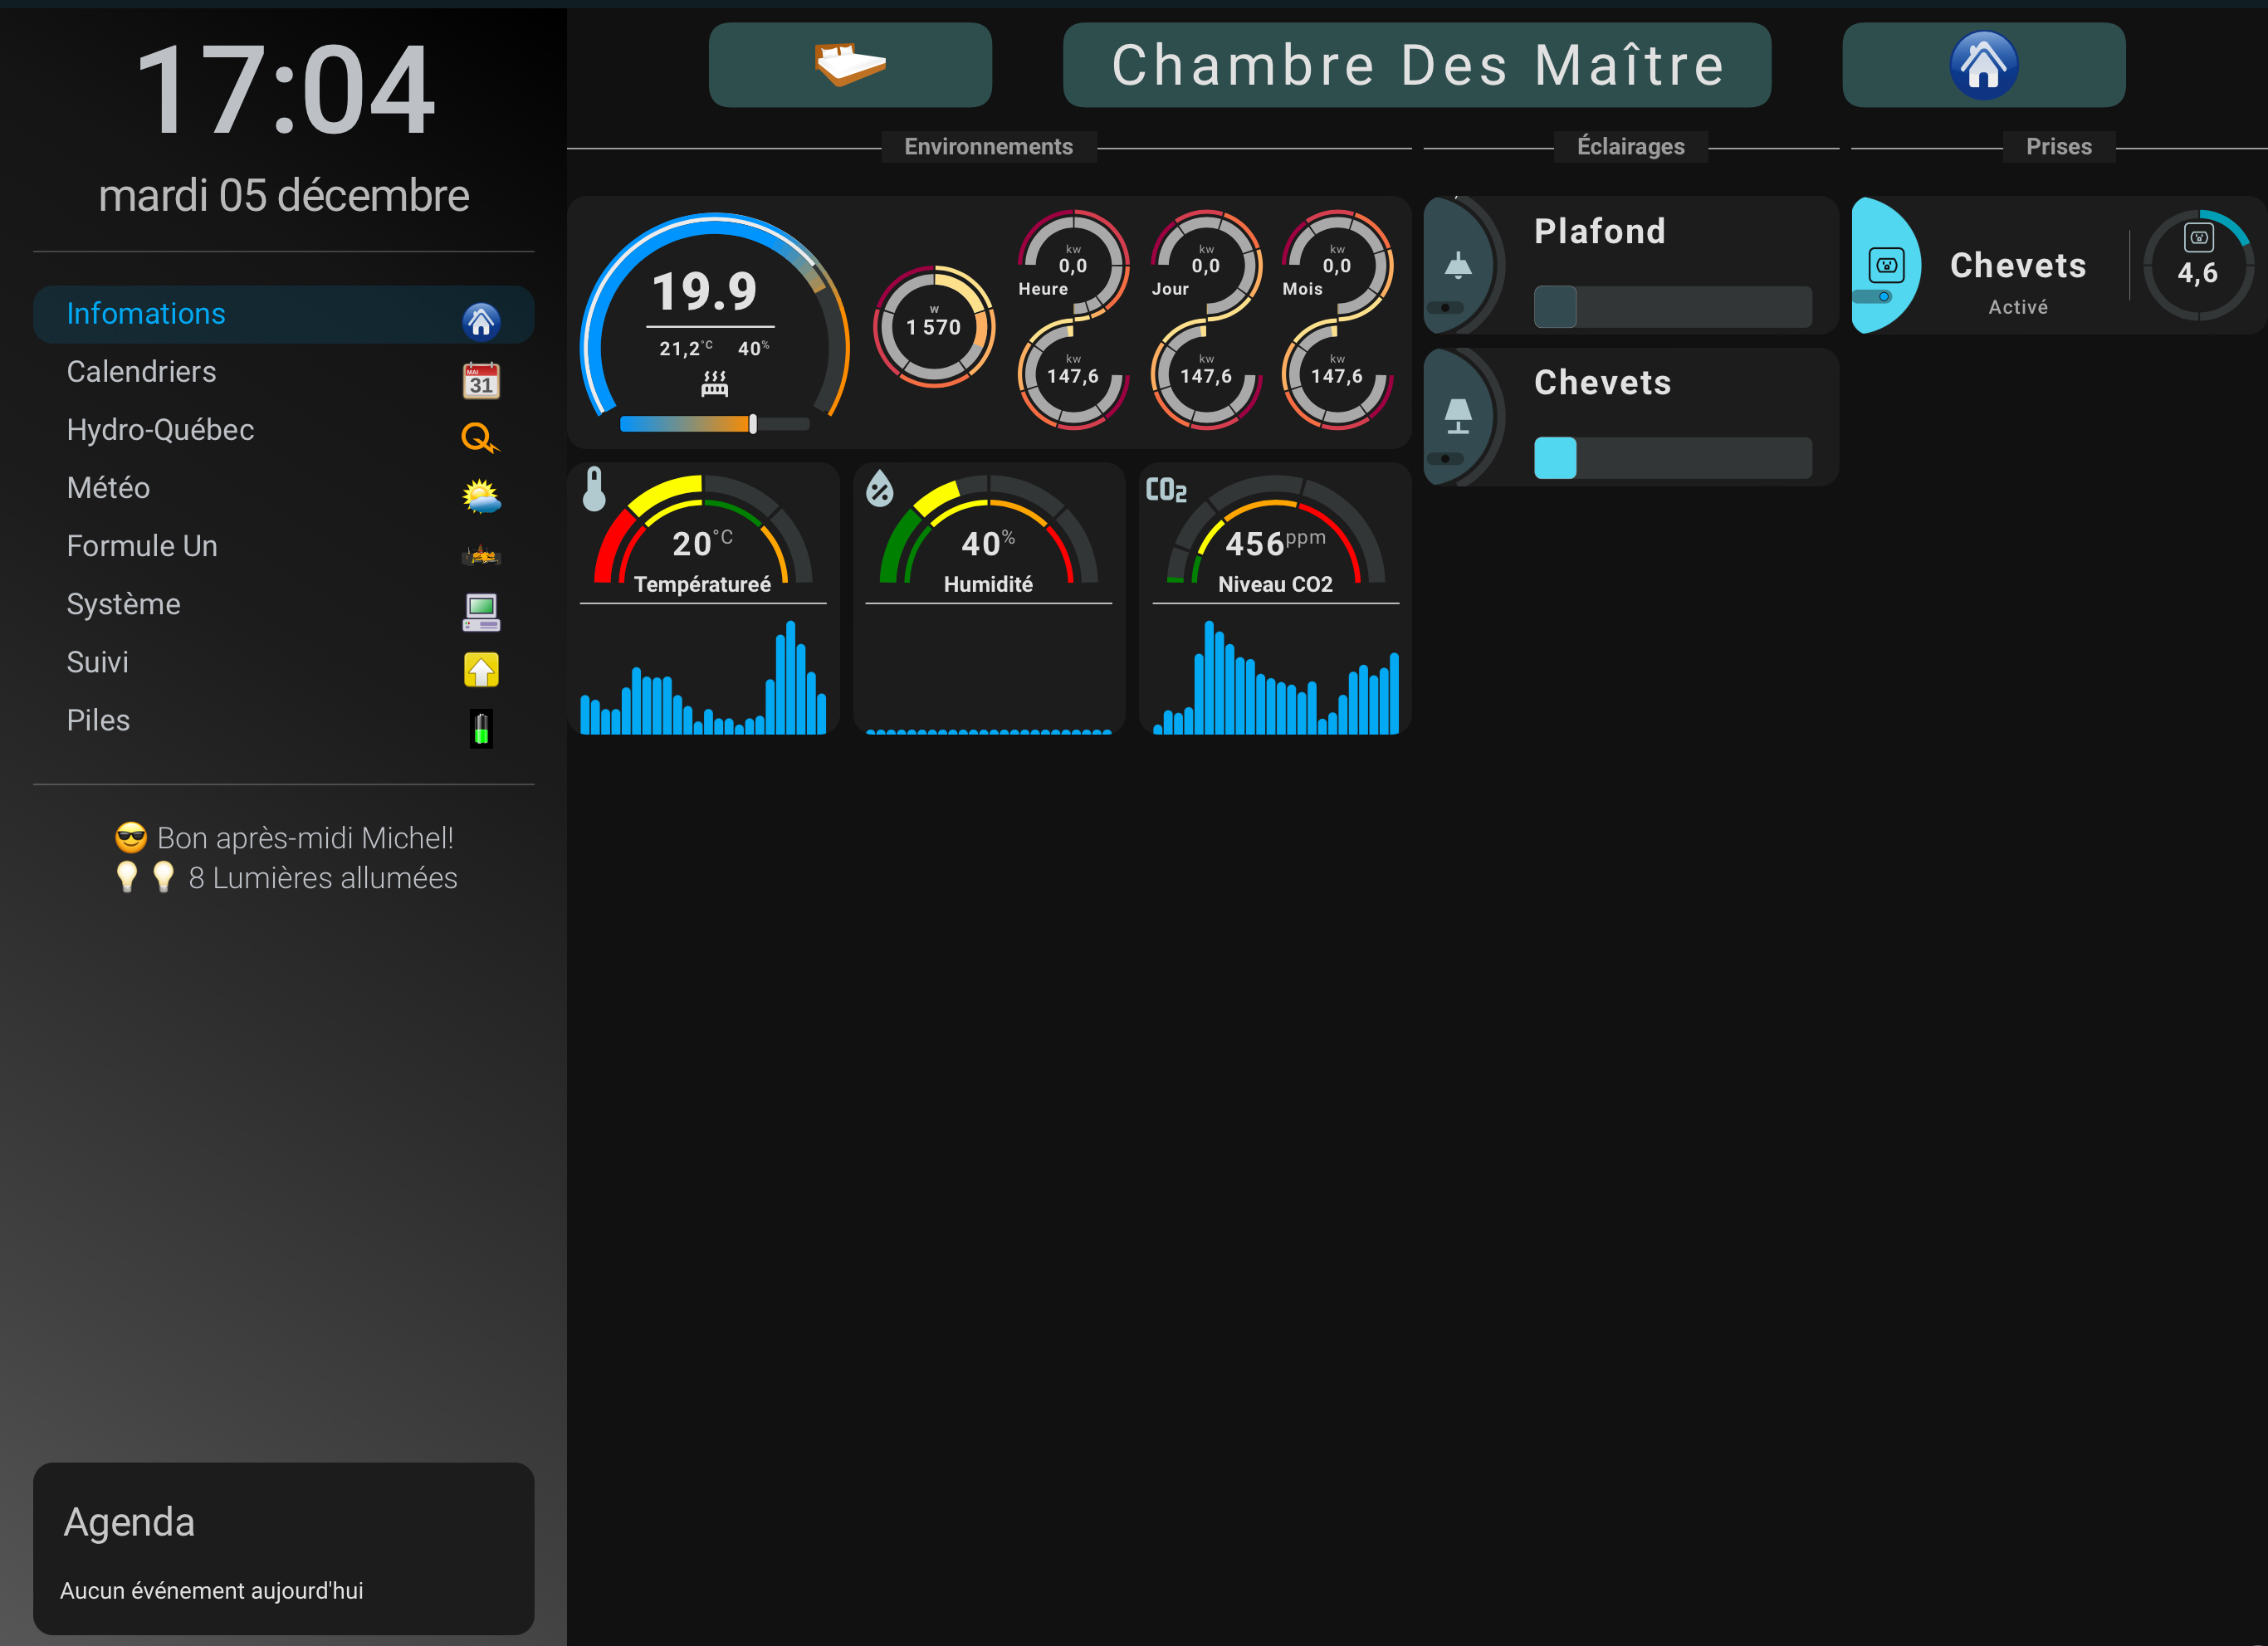 17:04
mardi 05 décembre
Infomations
Calendriers
MAI
31
Hydro-Québec
Météo
Formule Un
Système
Suivi
Piles
😎 Bon après-midi Michel!
💡 💡 8 Lumières allumées
Agenda
Aucun événement aujourd'hui
Chambre Des Maître
Environnements
19.9
21,2°C 40%
w
1 570
kw
0,0
Heure
kw
147,6
kw
0,0
Jour
kw
147,6
kw
0,0
Mois
kw
147,6
20°C
Températureé
40%
Humidité
CO2
456ppm
Niveau CO2
Éclairages
Plafond
Chevets
Prises
Chevets
Activé
4,6